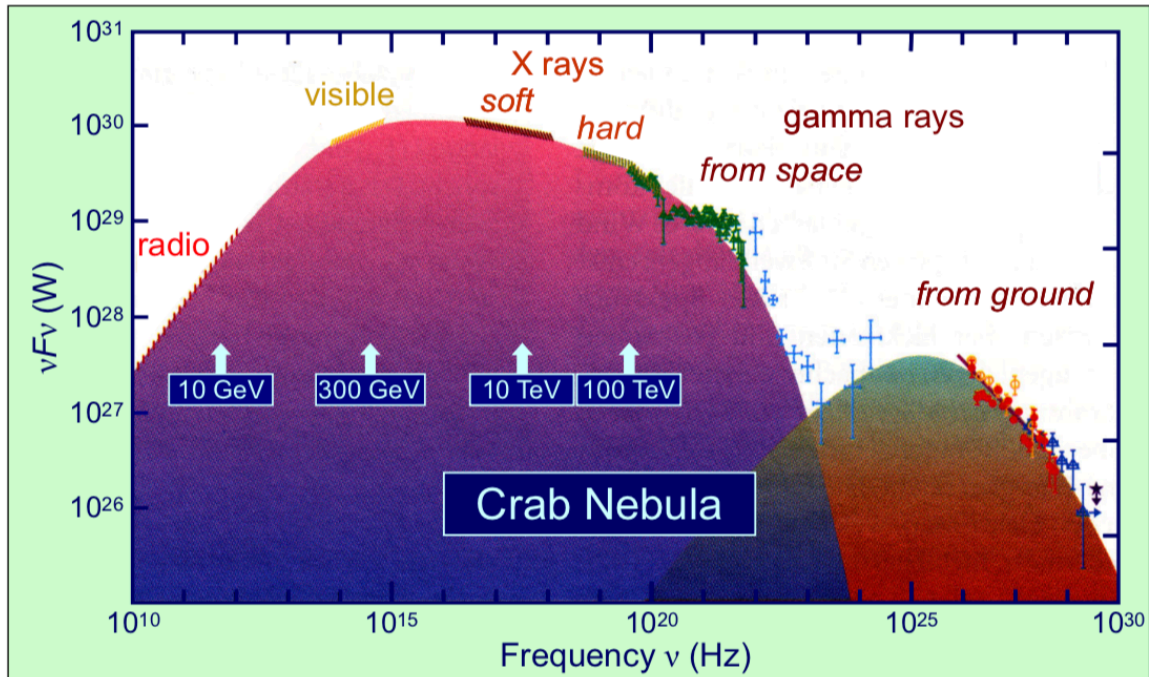 10³¹
10³⁰
10²⁹
10²⁸
10²⁷
10²⁶
νFν (W)
X rays
visible
soft
hard
gamma rays
from space
radio
from ground
10 GeV
300 GeV
10 TeV
100 TeV
Crab Nebula
10¹⁰
10¹⁵
10²⁰
10²⁵
10³⁰
Frequency ν (Hz)